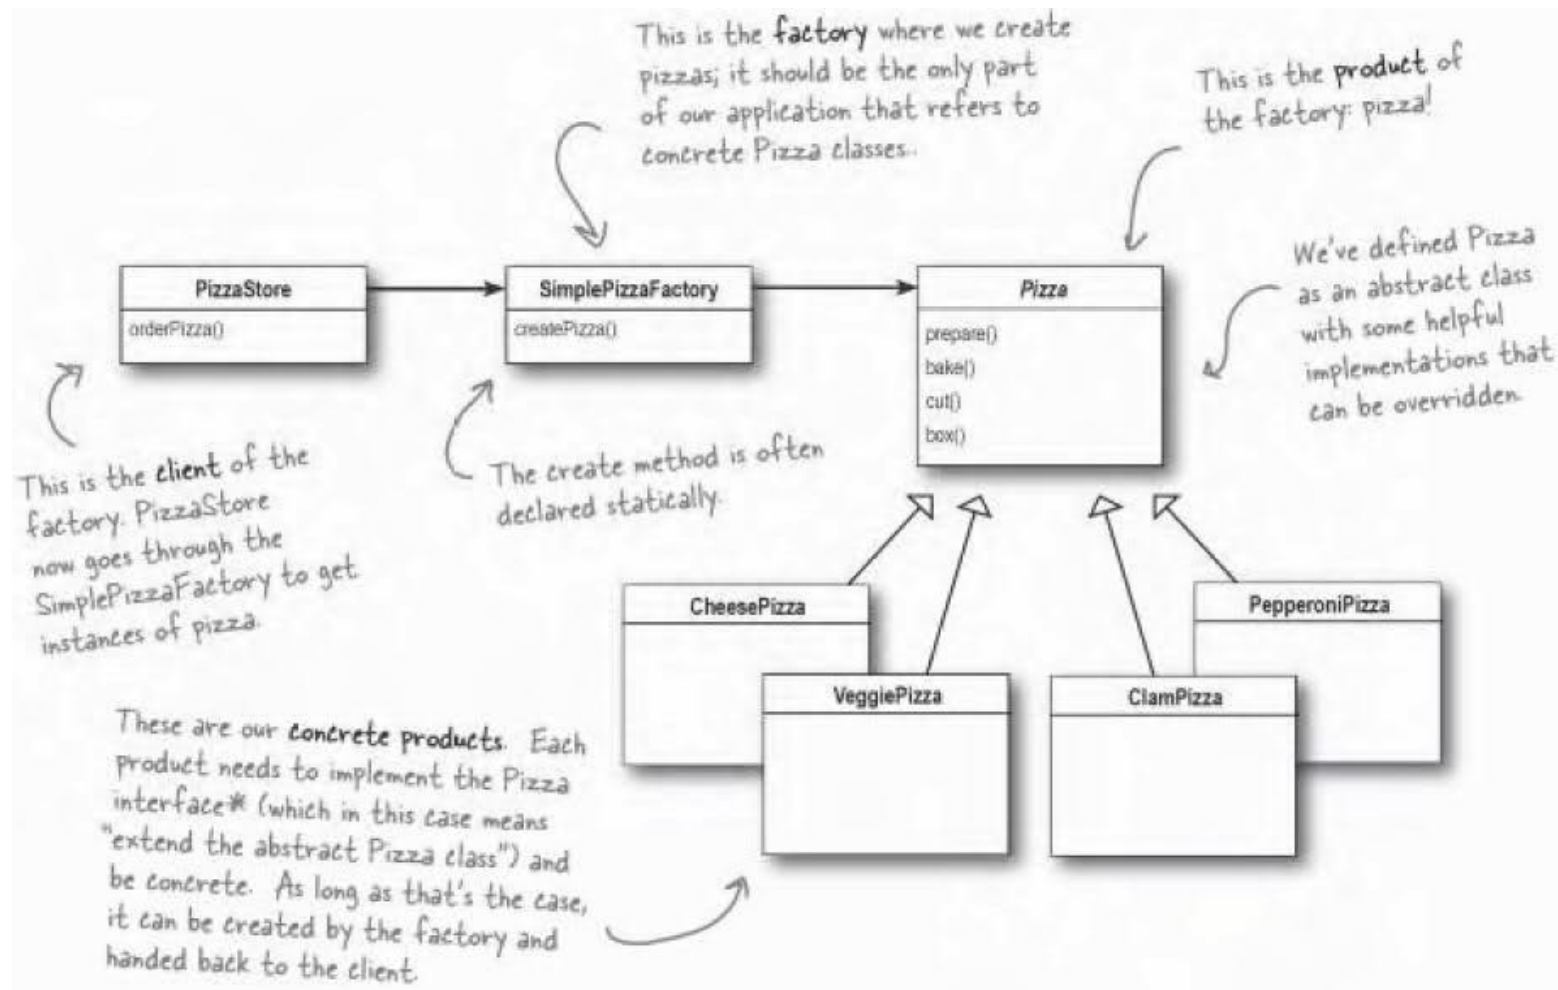 This is the factory where we create
pizzas; it should be the only part
of our application that refers to
concrete Pizza classes..
This is the product of
the factory: pizza!
We've defined Pizza
as an abstract class
with some helpful
implementations that
can be overridden.
PizzaStore
orderPizza()
SimplePizzaFactory
createPizza()
Pizza
prepare()
bake()
cut()
box()
This is the client of the
factory. PizzaStore
now goes through the
SimplePizzaFactory to get
instances of pizza.
The create method is often
declared statically.
CheesePizza
VeggiePizza
ClamPizza
PepperoniPizza
These are our concrete products. Each
product needs to implement the Pizza
interface* (which in this case means
"extend the abstract Pizza class") and
be concrete. As long as that's the case,
it can be created by the factory and
handed back to the client.